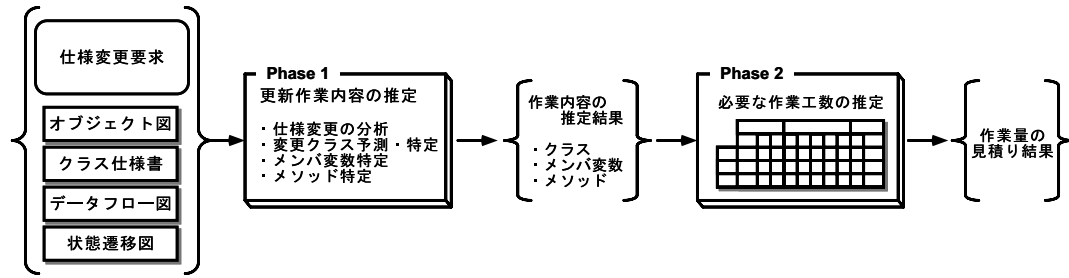 仕様変更要求
オブジェクト図
クラス仕様書
データフロー図
状態遷移図
Phase 1
更新作業内容の推定
・仕様変更の分析
・変更クラス予測・特定
・メンバ変数特定
・メソッド特定
作業内容の
推定結果
・クラス
・メンバ変数
・メソッド
Phase 2
必要な作業工数の推定
作業量の
見積り結果